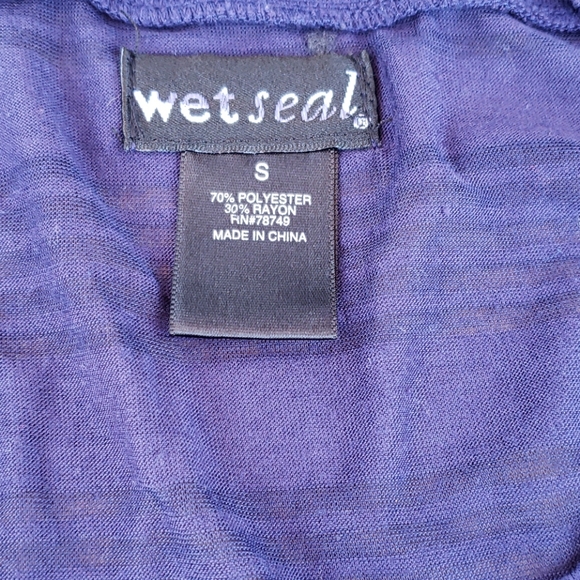 wet seal
S
70% POLYESTER
30% RAYON
RN#78749
MADE IN CHINA